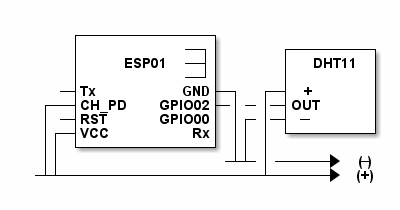 ESP01 DHT11
Tx GND +
CH_PD GPIO02 OUT
RST GPIO00 —
VCC Rx
(–)
(+)